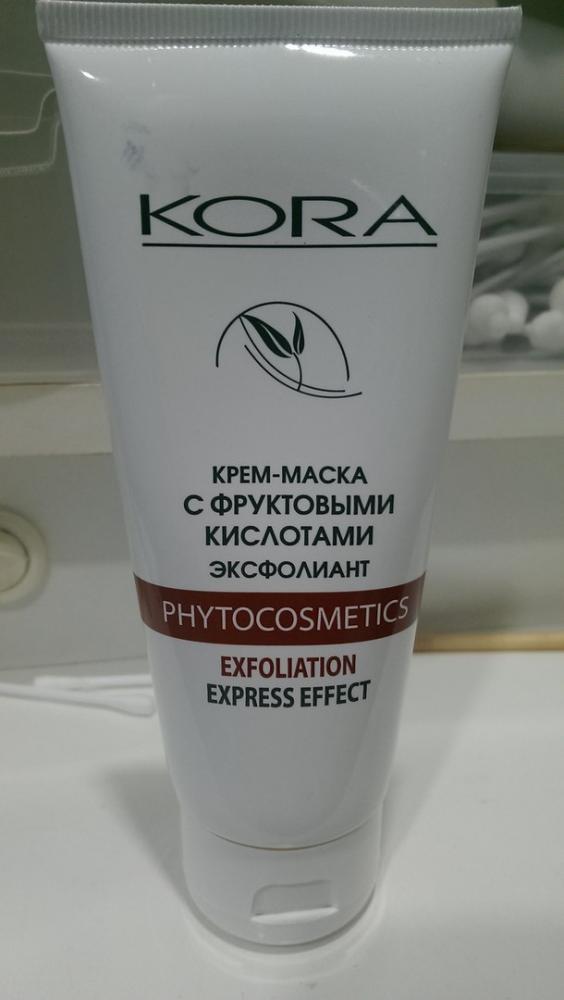 KORA
КРЕМ-МАСКА
С ФРУКТОВЫМИ
КИСЛОТАМИ
ЭКСФОЛИАНТ
PHYTOCOSMETICS
EXFOLIATION
EXPRESS EFFECT